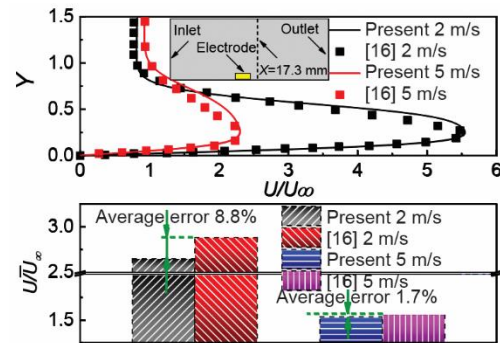 1.5
1.0
0.5
0.0
Y
Inlet
Outlet
Electrode
X=17.3 mm
Present 2 m/s
[16] 2 m/s
Present 5 m/s
[16] 5 m/s
0 1 2 3 4 5 6
U/U∞
3.0
2.5
1.5
U̅/U̅∞
Average error 8.8%
Present 2 m/s
[16] 2 m/s
Present 5 m/s
[16] 5 m/s
Average error 1.7%